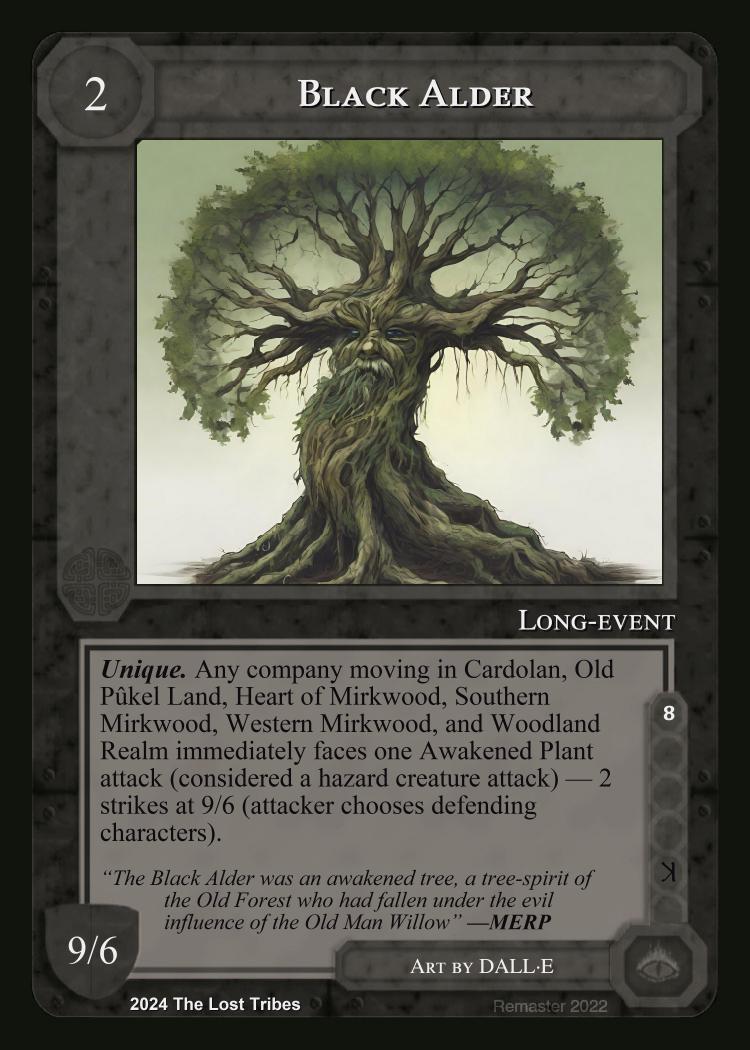 2
Black Alder
Long-event
Unique. Any company moving in Cardolan, Old
Pûkel Land, Heart of Mirkwood, Southern
Mirkwood, Western Mirkwood, and Woodland
Realm immediately faces one Awakened Plant
attack (considered a hazard creature attack) — 2
strikes at 9/6 (attacker chooses defending
characters).
8
“The Black Alder was an awakened tree, a tree-spirit of
the Old Forest who had fallen under the evil
influence of the Old Man Willow” —MERP
9/6
Art by DALL·E
2024 The Lost Tribes
Remaster 2022